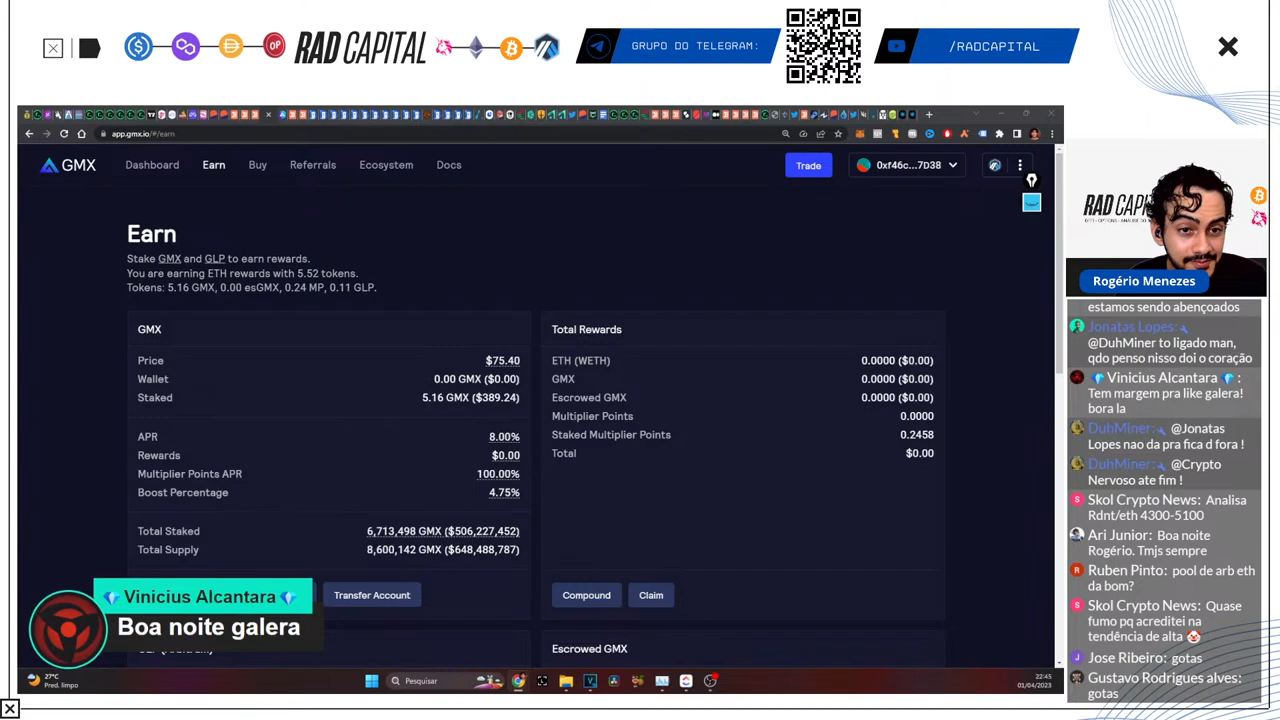 RAD CAPITAL
GRUPO DO TELEGRAM:
/RADCAPITAL
app.gmx.io/#/earn
GMX
Dashboard
Earn
Buy
Referrals
Ecosystem
Docs
Trade
0xf46c...7D38
Earn
Stake GMX and GLP to earn rewards.
You are earning ETH rewards with 5.52 tokens.
Tokens: 5.16 GMX, 0.00 esGMX, 0.24 MP, 0.11 GLP.
GMX
Price $75.40
Wallet 0.00 GMX ($0.00)
Staked 5.16 GMX ($389.24)
APR 8.00%
Rewards $0.00
Multiplier Points APR 100.00%
Boost Percentage 4.75%
Total Staked 6,713,498 GMX ($506,227,452)
Total Supply 8,600,142 GMX ($648,488,787)
Transfer Account
Total Rewards
ETH (WETH) 0.0000 ($0.00)
GMX 0.0000 ($0.00)
Escrowed GMX 0.0000 ($0.00)
Multiplier Points 0.0000
Staked Multiplier Points 0.2458
Total $0.00
Compound
Claim
Escrowed GMX
💎 Vinicius Alcantara 💎
Boa noite galera
27°C
Pred. limpo
Pesquisar
22:45
01/04/2023
Rogério Menezes
estamos sendo abençoados
Jonatas Lopes:
@DuhMiner to ligado man,
qdo penso nisso doi o coração
💎 Vinicius Alcantara 💎 :
Tem margem pra like galera!
bora la
DuhMiner: @Jonatas
Lopes nao da pra fica d fora !
DuhMiner: @Crypto
Nervoso ate fim !
Skol Crypto News: Analisa
Rdnt/eth 4300-5100
Ari Junior: Boa noite
Rogério. Tmjs sempre
Ruben Pinto: pool de arb eth
da bom?
Skol Crypto News: Quase
fumo pq acreditei na
tendência de alta 🤡
Jose Ribeiro: gotas
Gustavo Rodrigues alves:
gotas